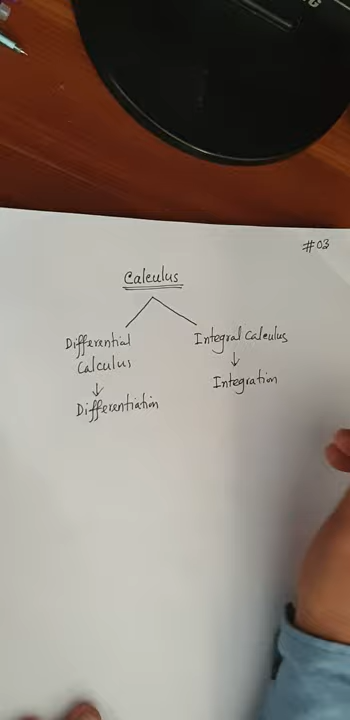 #03
Calculus
Differential
Calculus
Integral Calculus
↓
Integration
↓
Differentiation